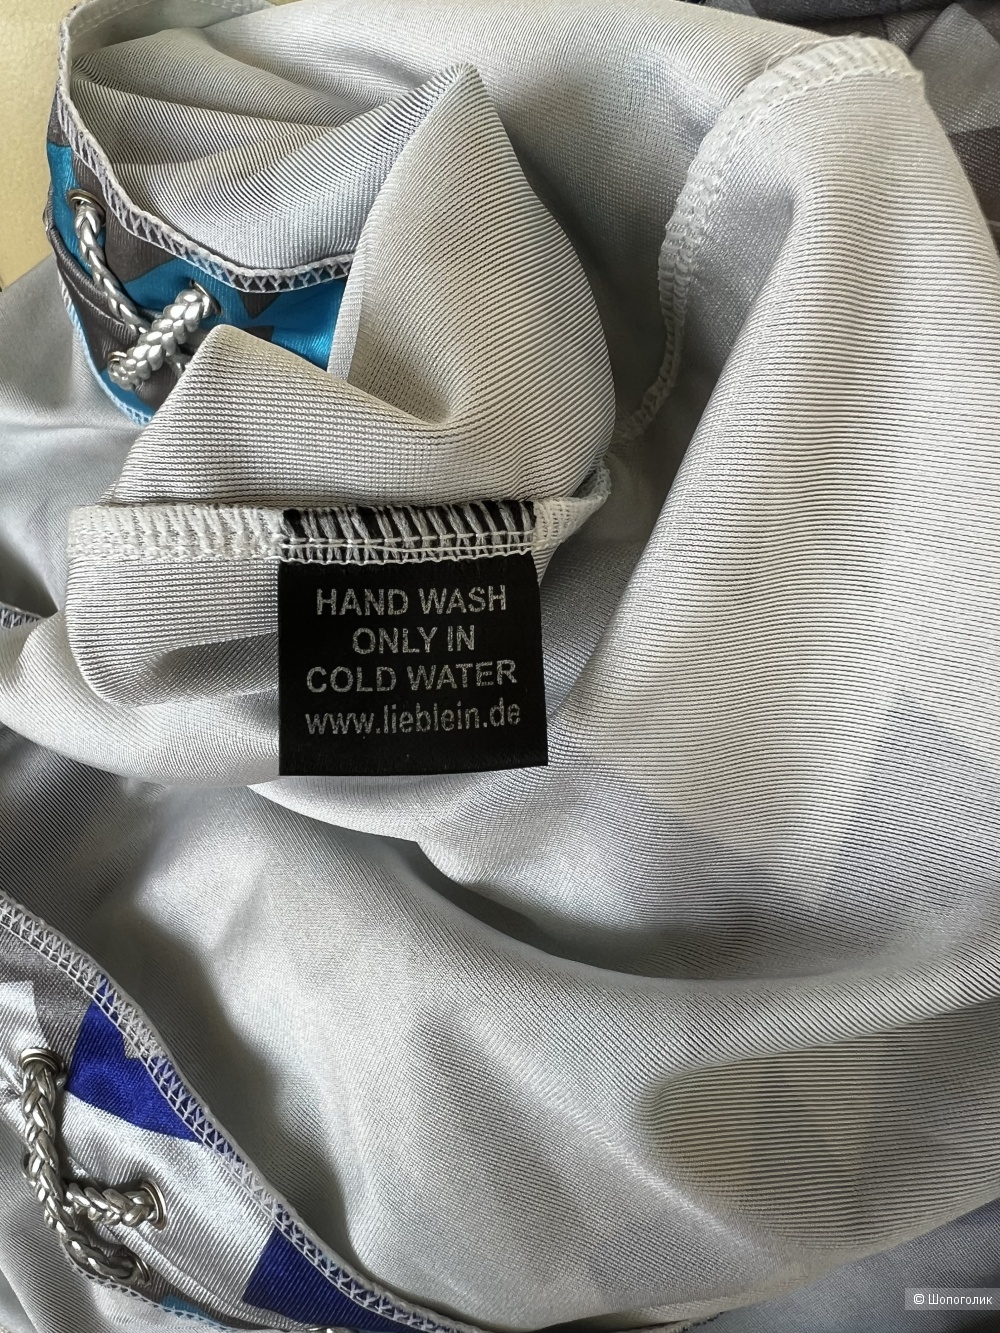 HAND WASH
ONLY IN
COLD WATER
www.lieblein.de
© Шопоголик